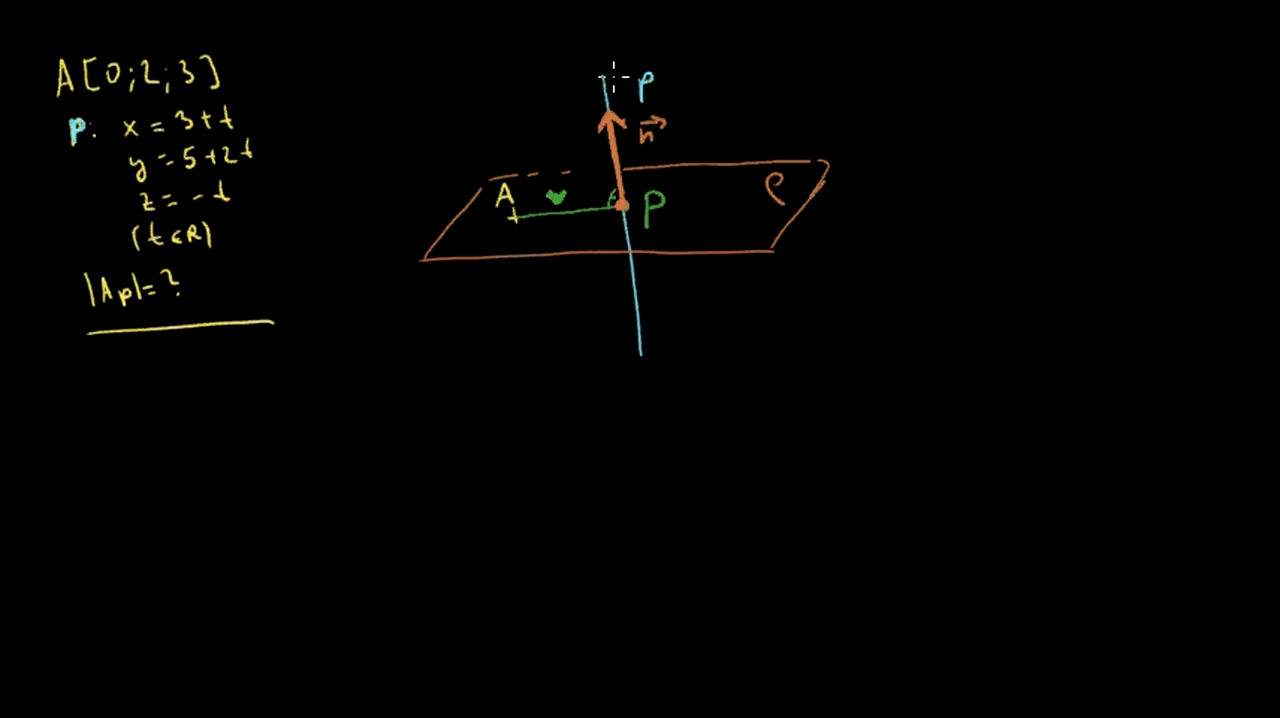 A[0;2;3]
p: x = 3+t
y = 5+2t
z = -t
(t∈R)
|Ap|=?
p
n⃗
A
P
ρ